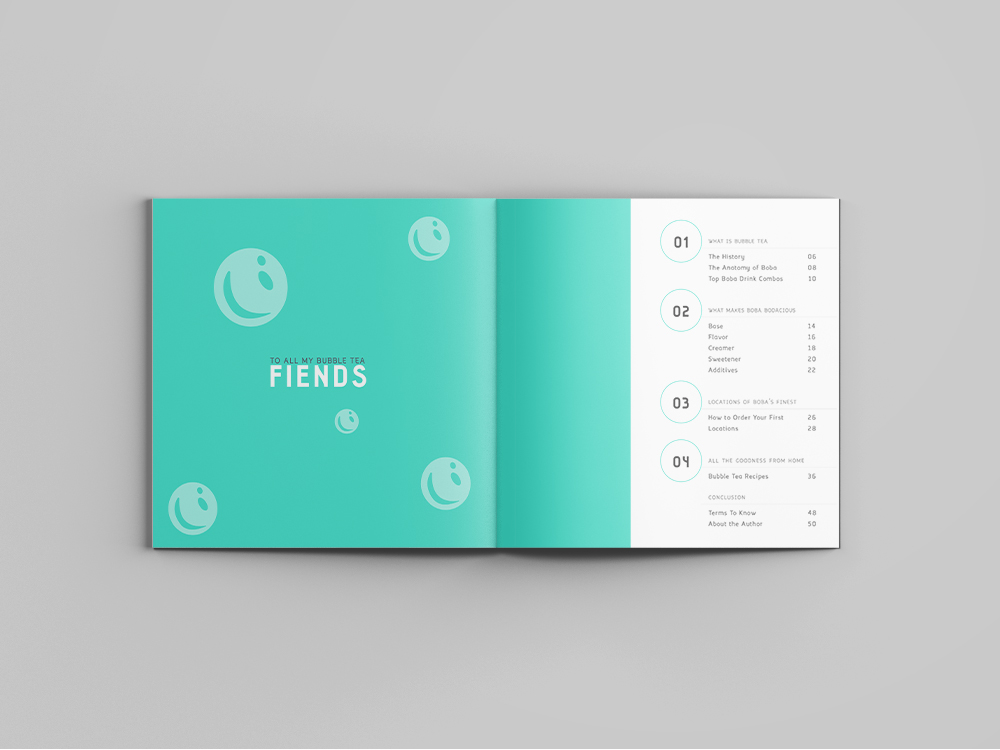 TO ALL MY BUBBLE TEA
FIENDS
01
WHAT IS BUBBLE TEA
The History 06
The Anatomy of Boba 08
Top Boba Drink Combos 10
02
WHAT MAKES BOBA BODACIOUS
Base 14
Flavor 16
Creamer 18
Sweetener 20
Additives 22
03
LOCATIONS OF BOBA'S FINEST
How to Order Your First 26
Locations 28
04
ALL THE GOODNESS FROM HOME
Bubble Tea Recipes 36
CONCLUSION
Terms To Know 48
About the Author 50